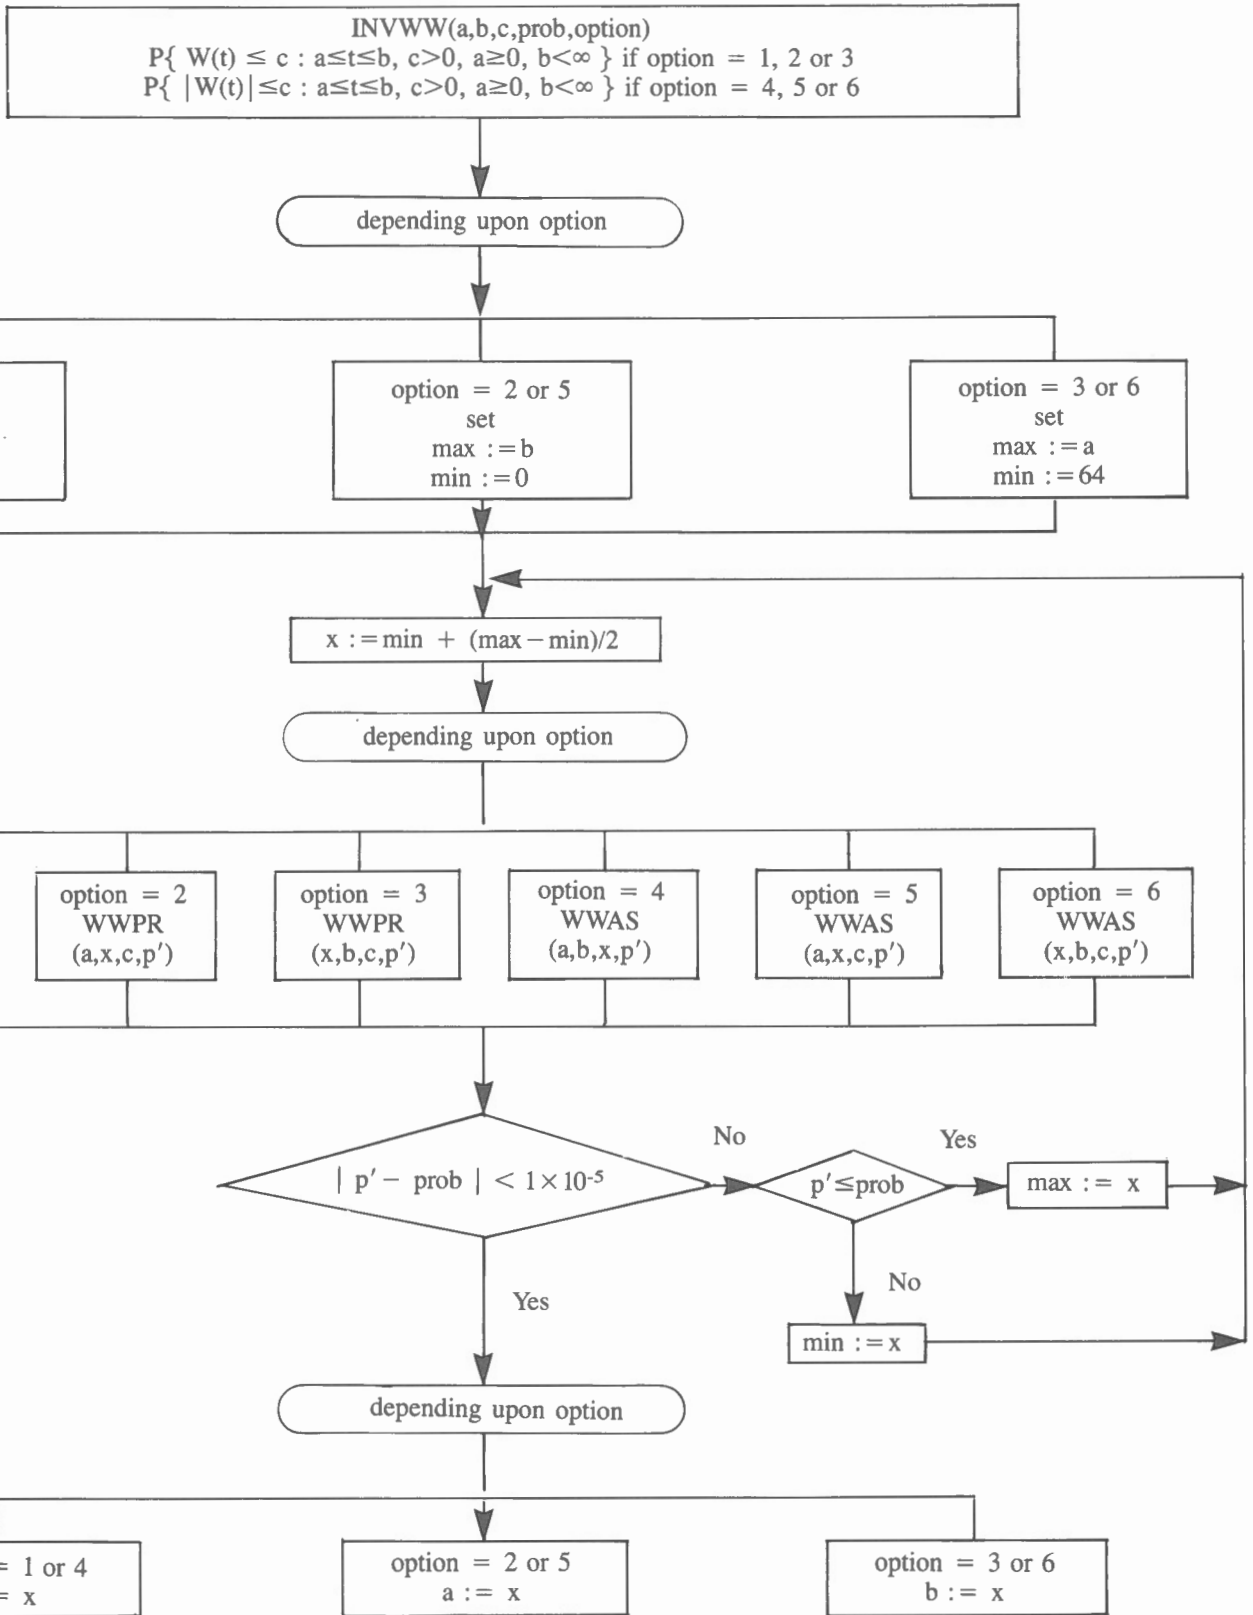 INVWW(a,b,c,prob,option)
P{ W(t) ≤ c : a≤t≤b, c>0, a≥0, b<∞ } if option = 1, 2 or 3
P{ |W(t)|≤c : a≤t≤b, c>0, a≥0, b<∞ } if option = 4, 5 or 6
depending upon option
option = 2 or 5
set
max :=b
min :=0
option = 3 or 6
set
max :=a
min :=64
x :=min + (max−min)/2
depending upon option
option = 2
WWPR
(a,x,c,p′)
option = 3
WWPR
(x,b,c,p′)
option = 4
WWAS
(a,b,x,p′)
option = 5
WWAS
(a,x,c,p′)
option = 6
WWAS
(x,b,c,p′)
| p′ − prob | < 1×10-5
No
p′≤prob
Yes
max := x
No
min :=x
Yes
depending upon option
= 1 or 4
= x
option = 2 or 5
a := x
option = 3 or 6
b := x